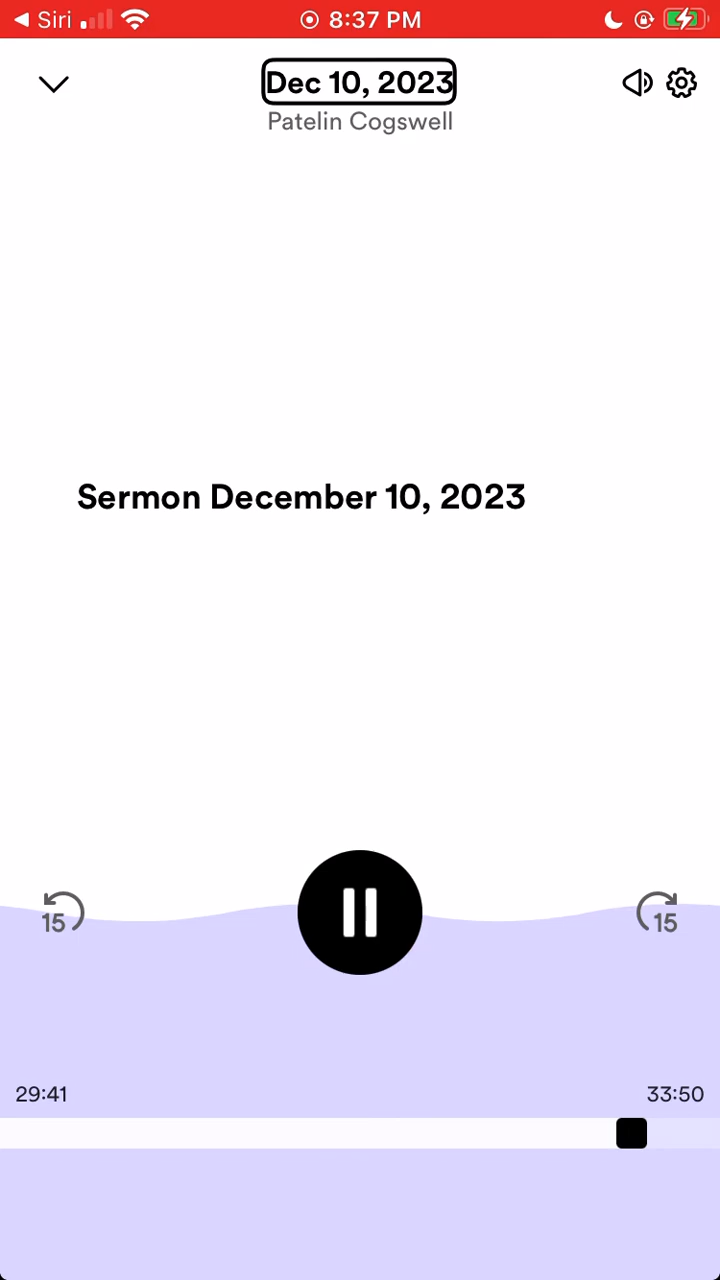 Siri 8:37 PM
Dec 10, 2023
Patelin Cogswell
Sermon December 10, 2023
15 15
29:41 33:50